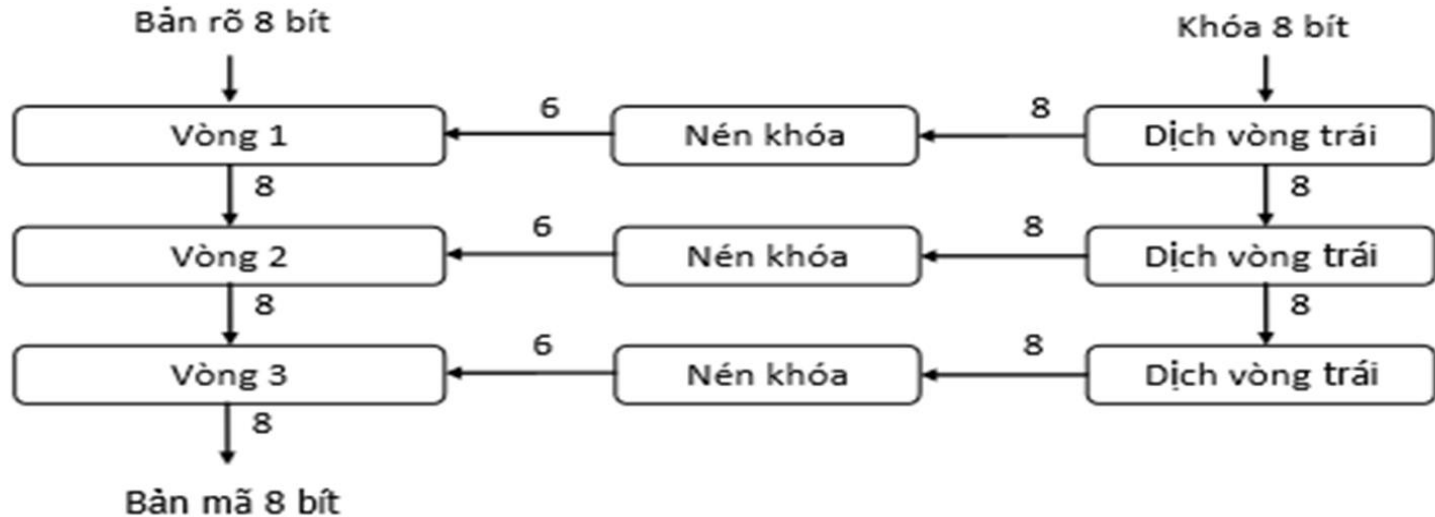 Bản rõ 8 bít
Khóa 8 bít
Vòng 1
6
Nén khóa
8
Dịch vòng trái
8
8
Vòng 2
6
Nén khóa
8
Dịch vòng trái
8
8
Vòng 3
6
Nén khóa
8
Dịch vòng trái
8
Bản mã 8 bít